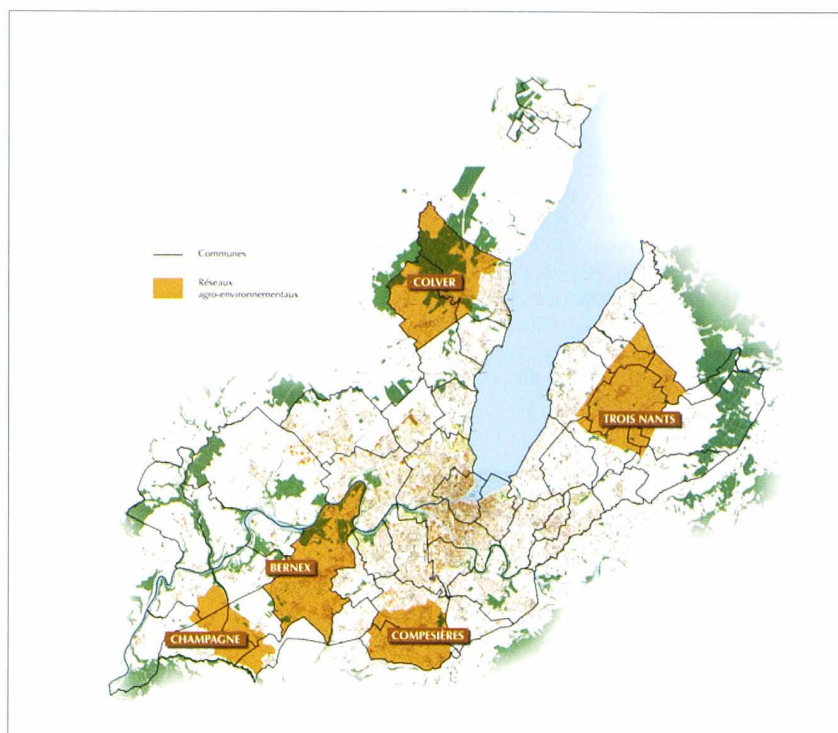 Communes
Réseaux
agro-environnementaux
COLVER
TROIS NANTS
BERNEX
CHAMPAGNE
COMPESIÈRES